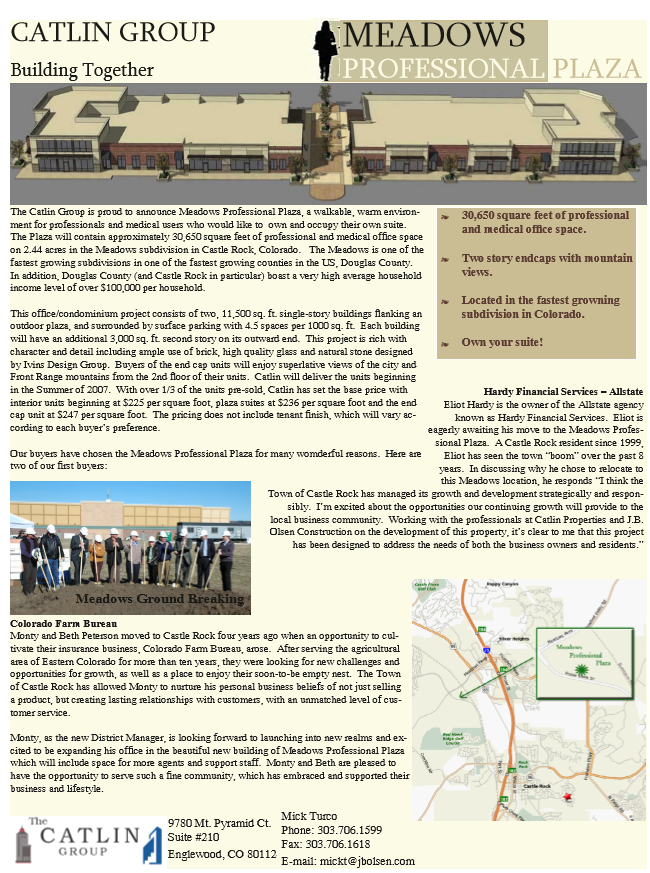 CATLIN GROUP
Building Together
MEADOWS
PROFESSIONAL PLAZA
The Catlin Group is proud to announce Meadows Professional Plaza, a walkable, warm environ-
ment for professionals and medical users who would like to own and occupy their own suite.
The Plaza will contain approximately 30,650 square feet of professional and medical office space
on 2.44 acres in the Meadows subdivision in Castle Rock, Colorado. The Meadows is one of the
fastest growing subdivisions in one of the fastest growing counties in the US, Douglas County.
In addition, Douglas County (and Castle Rock in particular) boast a very high average household
income level of over $100,000 per household.
This office/condominium project consists of two, 11,500 sq. ft. single-story buildings flanking an
outdoor plaza, and surrounded by surface parking with 4.5 spaces per 1000 sq. ft. Each building
will have an additional 3,000 sq. ft. second story on its outward end. This project is rich with
character and detail including ample use of brick, high quality glass and natural stone designed
by Ivins Design Group. Buyers of the end cap units will enjoy superlative views of the city and
Front Range mountains from the 2nd floor of their units. Catlin will deliver the units beginning
in the Summer of 2007. With over 1/3 of the units pre-sold, Catlin has set the base price with
interior units beginning at $225 per square foot, plaza suites at $236 per square foot and the end
cap unit at $247 per square foot. The pricing does not include tenant finish, which will vary ac-
cording to each buyer's preference.
Our buyers have chosen the Meadows Professional Plaza for many wonderful reasons. Here are
two of our first buyers:
30,650 square feet of professional
and medical office space.
Two story endcaps with mountain
views.
Located in the fastest growning
subdivision in Colorado.
Own your suite!
Hardy Financial Services – Allstate
Eliot Hardy is the owner of the Allstate agency
known as Hardy Financial Services. Eliot is
eagerly awaiting his move to the Meadows Profes-
sional Plaza. A Castle Rock resident since 1999,
Eliot has seen the town "boom" over the past 8
years. In discussing why he chose to relocate to
this Meadows location, he responds "I think the
Town of Castle Rock has managed its growth and development strategically and respon-
sibly. I'm excited about the opportunities our continuing growth will provide to the
local business community. Working with the professionals at Catlin Properties and J.B.
Olsen Construction on the development of this property, it's clear to me that this project
has been designed to address the needs of both the business owners and residents."
Meadows Ground Breaking
Colorado Farm Bureau
Monty and Beth Peterson moved to Castle Rock four years ago when an opportunity to cul-
tivate their insurance business, Colorado Farm Bureau, arose. After serving the agricultural
area of Eastern Colorado for more than ten years, they were looking for new challenges and
opportunities for growth, as well as a place to enjoy their soon-to-be empty nest. The Town
of Castle Rock has allowed Monty to nurture his personal business beliefs of not just selling
a product, but creating lasting relationships with customers, with an unmatched level of cus-
tomer service.
Monty, as the new District Manager, is looking forward to launching into new realms and ex-
cited to be expanding his office in the beautiful new building of Meadows Professional Plaza
which will include space for more agents and support staff. Monty and Beth are pleased to
have the opportunity to serve such a fine community, which has embraced and supported their
business and lifestyle.
Happy Canyon
Silver Heights
Meadows
Professional
Plaza
Red Hawk
Ridge Golf
Course
Castle Rock
The
CATLIN
GROUP
9780 Mt. Pyramid Ct.
Suite #210
Englewood, CO 80112
Mick Turco
Phone: 303.706.1599
Fax: 303.706.1618
E-mail: mickt@jbolsen.com